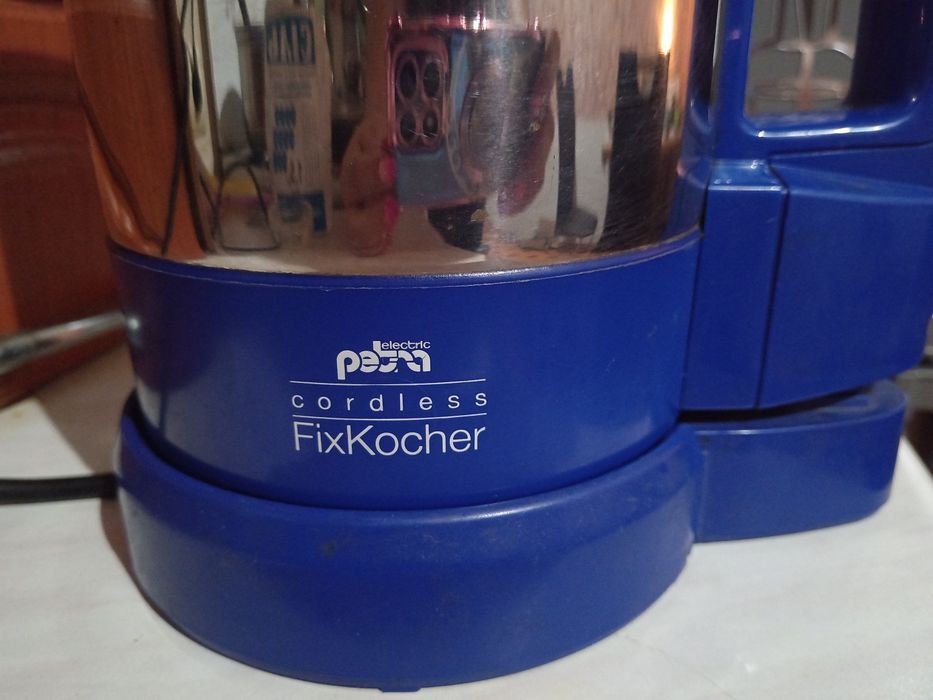 electric
petra
cordless
FixKocher